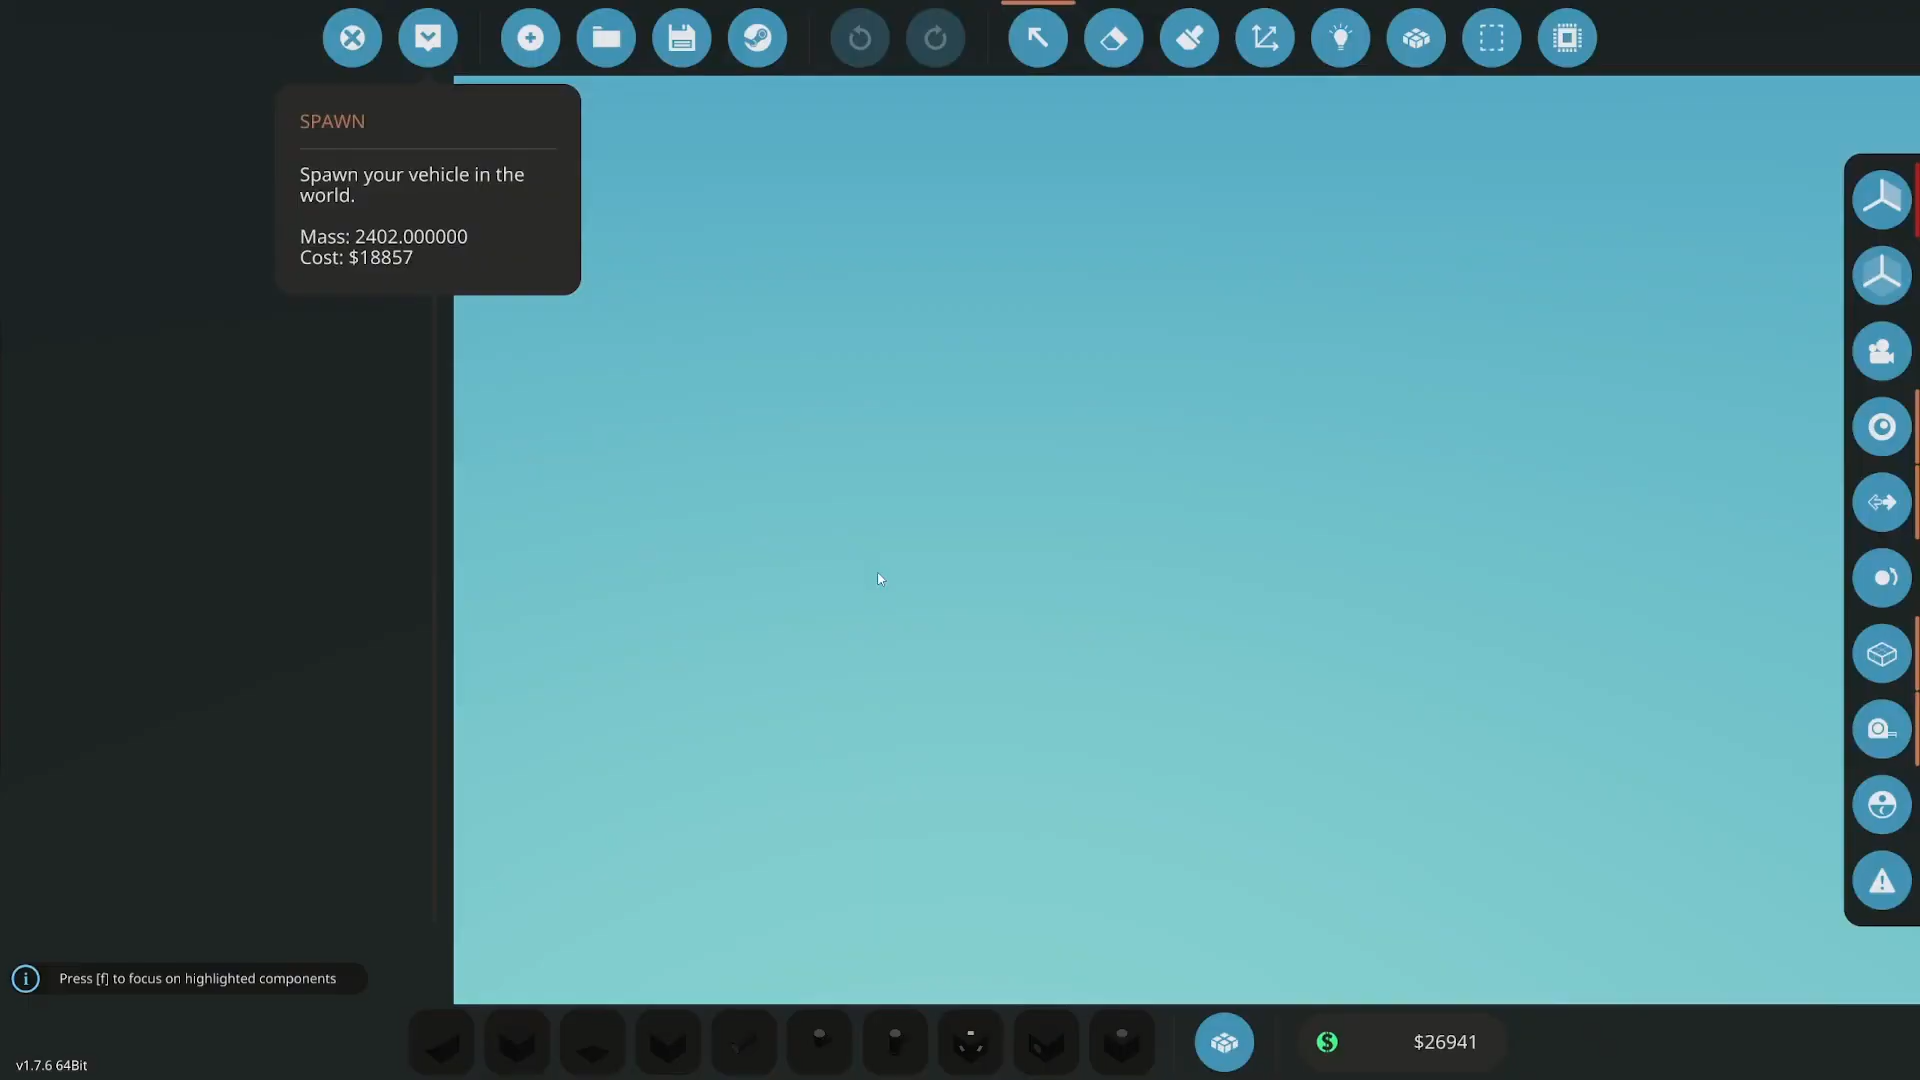 SPAWN
Spawn your vehicle in the
world.
Mass: 2402.000000
Cost: $18857
Press [f] to focus on highlighted components
$26941
v1.7.6 64Bit